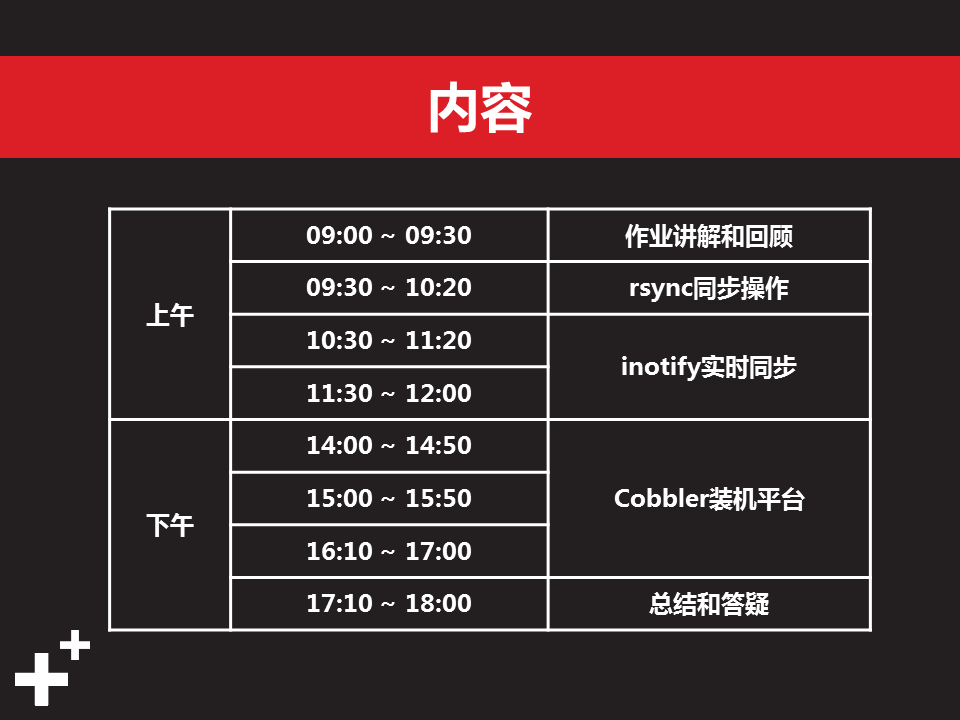 内容
上午
09:00 ~ 09:30
作业讲解和回顾
09:30 ~ 10:20
rsync同步操作
10:30 ~ 11:20
inotify实时同步
11:30 ~ 12:00
下午
14:00 ~ 14:50
Cobbler装机平台
15:00 ~ 15:50
16:10 ~ 17:00
17:10 ~ 18:00
总结和答疑